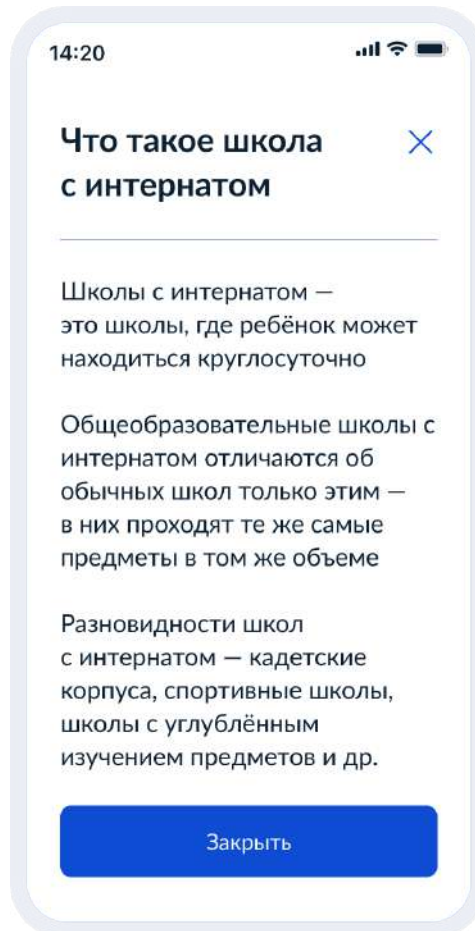 14:20
Что такое школа
с интернатом
Школы с интернатом —
это школы, где ребёнок может
находиться круглосуточно
Общеобразовательные школы с
интернатом отличаются об
обычных школ только этим —
в них проходят те же самые
предметы в том же объеме
Разновидности школ
с интернатом — кадетские
корпуса, спортивные школы,
школы с углублённым
изучением предметов и др.
Закрыть